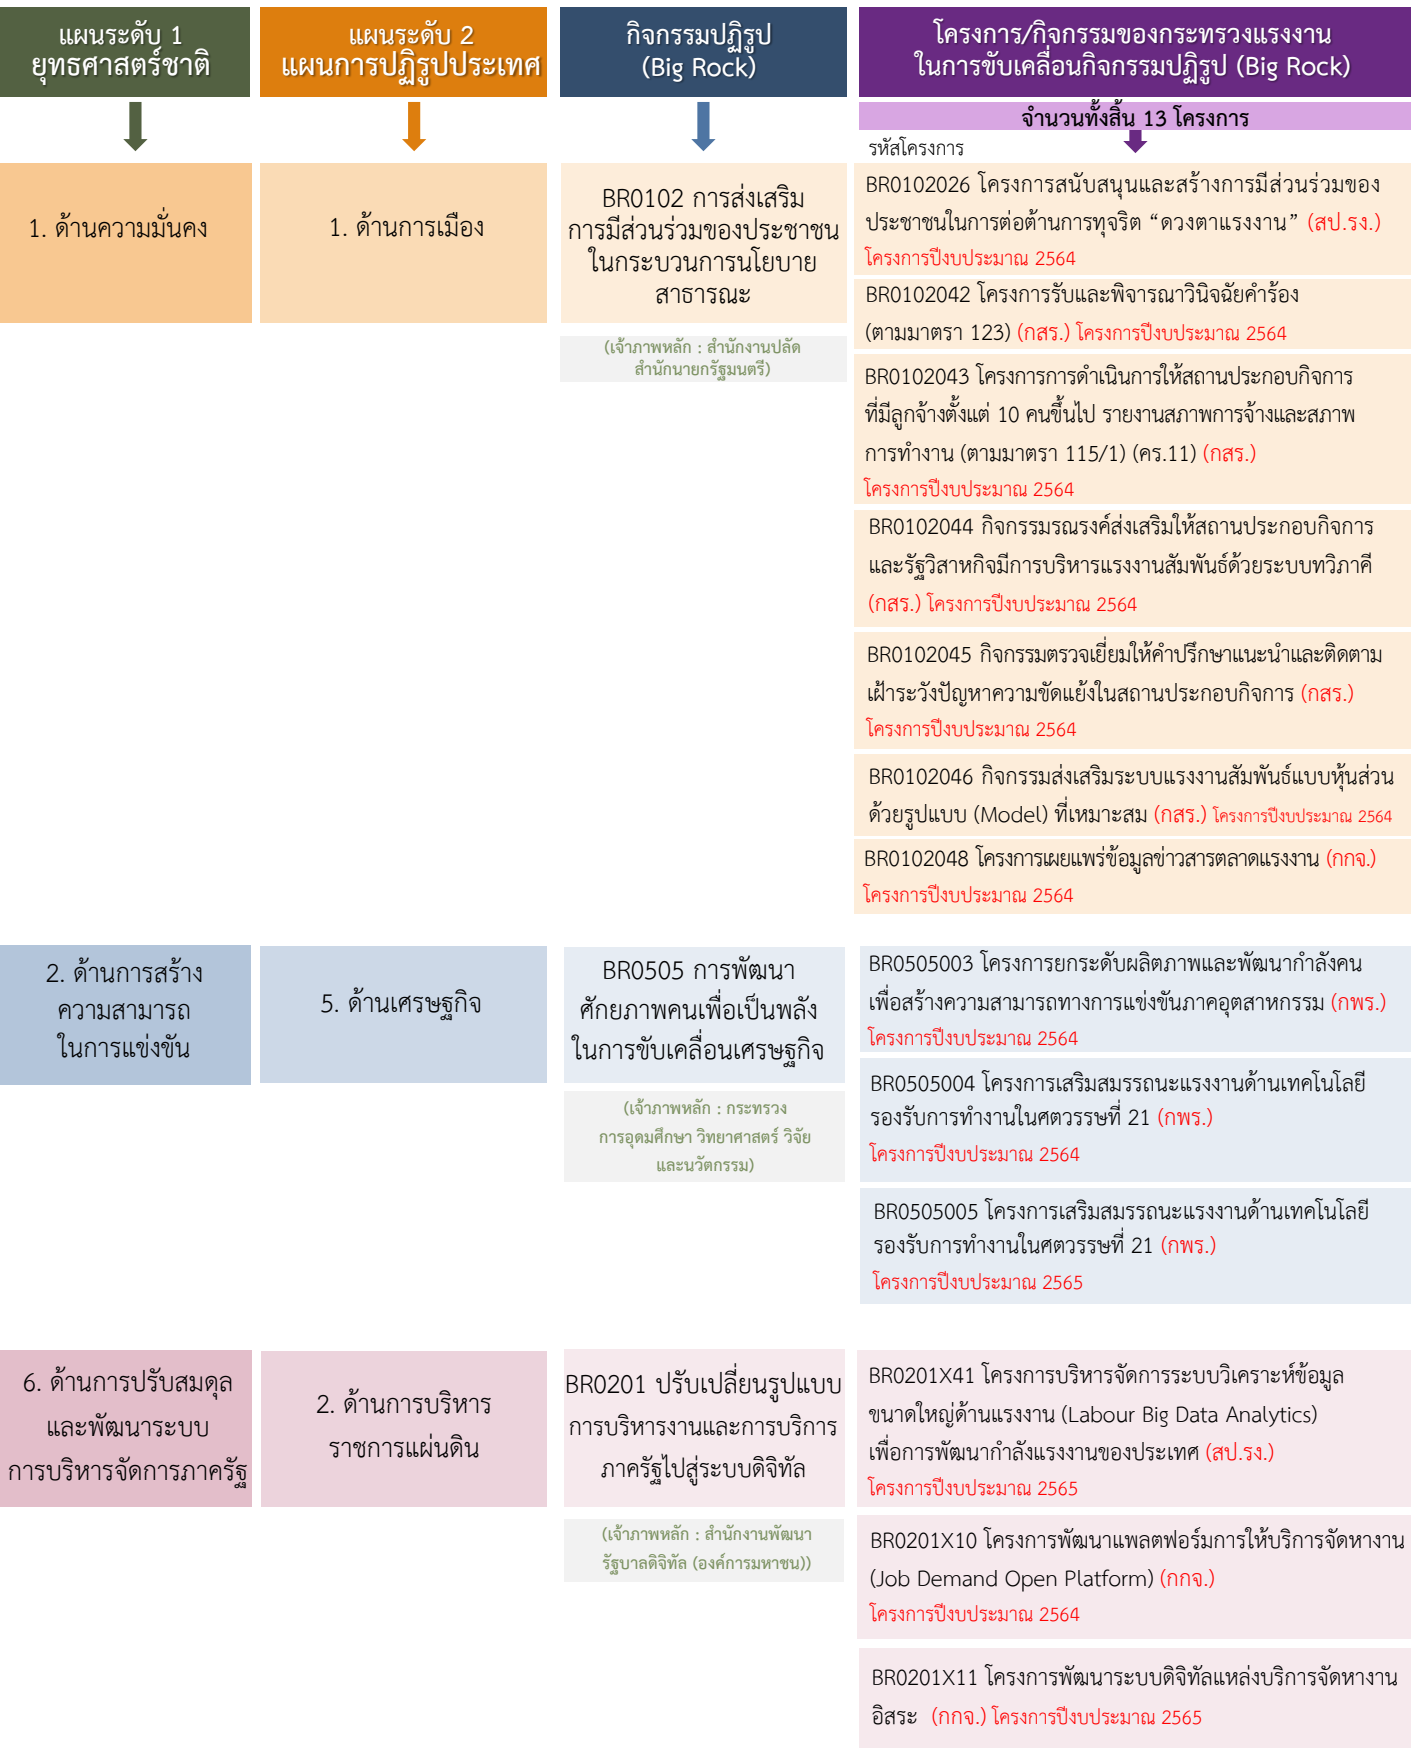 แผนระดับ 1
ยุทธศาสตร์ชาติ
แผนระดับ 2
แผนการปฏิรูปประเทศ
กิจกรรมปฏิรูป
(Big Rock)
โครงการ/กิจกรรมของกระทรวงแรงงาน
ในการขับเคลื่อนกิจกรรมปฏิรูป (Big Rock)
จำนวนทั้งสิ้น 13 โครงการ
รหัสโครงการ
1. ด้านความมั่นคง
1. ด้านการเมือง
BR0102 การส่งเสริม
การมีส่วนร่วมของประชาชน
ในกระบวนการนโยบาย
สาธารณะ
(เจ้าภาพหลัก : สำนักงานปลัด
สำนักนายกรัฐมนตรี)
BR0102026 โครงการสนับสนุนและสร้างการมีส่วนร่วมของ
ประชาชนในการต่อต้านการทุจริต “ดวงตาแรงงาน” (สป.รง.)
โครงการปีงบประมาณ 2564
BR0102042 โครงการรับและพิจารณาวินิจฉัยคำร้อง
(ตามมาตรา 123) (กสร.) โครงการปีงบประมาณ 2564
BR0102043 โครงการการดำเนินการให้สถานประกอบกิจการ
ที่มีลูกจ้างตั้งแต่ 10 คนขึ้นไป รายงานสภาพการจ้างและสภาพ
การทำงาน (ตามมาตรา 115/1) (คร.11) (กสร.)
โครงการปีงบประมาณ 2564
BR0102044 กิจกรรมรณรงค์ส่งเสริมให้สถานประกอบกิจการ
และรัฐวิสาหกิจมีการบริหารแรงงานสัมพันธ์ด้วยระบบทวิภาคี
(กสร.) โครงการปีงบประมาณ 2564
BR0102045 กิจกรรมตรวจเยี่ยมให้คำปรึกษาแนะนำและติดตาม
เฝ้าระวังปัญหาความขัดแย้งในสถานประกอบกิจการ (กสร.)
โครงการปีงบประมาณ 2564
BR0102046 กิจกรรมส่งเสริมระบบแรงงานสัมพันธ์แบบหุ้นส่วน
ด้วยรูปแบบ (Model) ที่เหมาะสม (กสร.) โครงการปีงบประมาณ 2564
BR0102048 โครงการเผยแพร่ข้อมูลข่าวสารตลาดแรงงาน (กกจ.)
โครงการปีงบประมาณ 2564
2. ด้านการสร้าง
ความสามารถ
ในการแข่งขัน
5. ด้านเศรษฐกิจ
BR0505 การพัฒนา
ศักยภาพคนเพื่อเป็นพลัง
ในการขับเคลื่อนเศรษฐกิจ
(เจ้าภาพหลัก : กระทรวง
การอุดมศึกษา วิทยาศาสตร์ วิจัย
และนวัตกรรม)
BR0505003 โครงการยกระดับผลิตภาพและพัฒนากำลังคน
เพื่อสร้างความสามารถทางการแข่งขันภาคอุตสาหกรรม (กพร.)
โครงการปีงบประมาณ 2564
BR0505004 โครงการเสริมสมรรถนะแรงงานด้านเทคโนโลยี
รองรับการทำงานในศตวรรษที่ 21 (กพร.)
โครงการปีงบประมาณ 2564
BR0505005 โครงการเสริมสมรรถนะแรงงานด้านเทคโนโลยี
รองรับการทำงานในศตวรรษที่ 21 (กพร.)
โครงการปีงบประมาณ 2565
6. ด้านการปรับสมดุล
และพัฒนาระบบ
การบริหารจัดการภาครัฐ
2. ด้านการบริหาร
ราชการแผ่นดิน
BR0201 ปรับเปลี่ยนรูปแบบ
การบริหารงานและการบริการ
ภาครัฐไปสู่ระบบดิจิทัล
(เจ้าภาพหลัก : สำนักงานพัฒนา
รัฐบาลดิจิทัล (องค์การมหาชน))
BR0201X41 โครงการบริหารจัดการระบบวิเคราะห์ข้อมูล
ขนาดใหญ่ด้านแรงงาน (Labour Big Data Analytics)
เพื่อการพัฒนากำลังแรงงานของประเทศ (สป.รง.)
โครงการปีงบประมาณ 2565
BR0201X10 โครงการพัฒนาแพลตฟอร์มการให้บริการจัดหางาน
(Job Demand Open Platform) (กกจ.)
โครงการปีงบประมาณ 2564
BR0201X11 โครงการพัฒนาระบบดิจิทัลแหล่งบริการจัดหางาน
อิสระ (กกจ.) โครงการปีงบประมาณ 2565